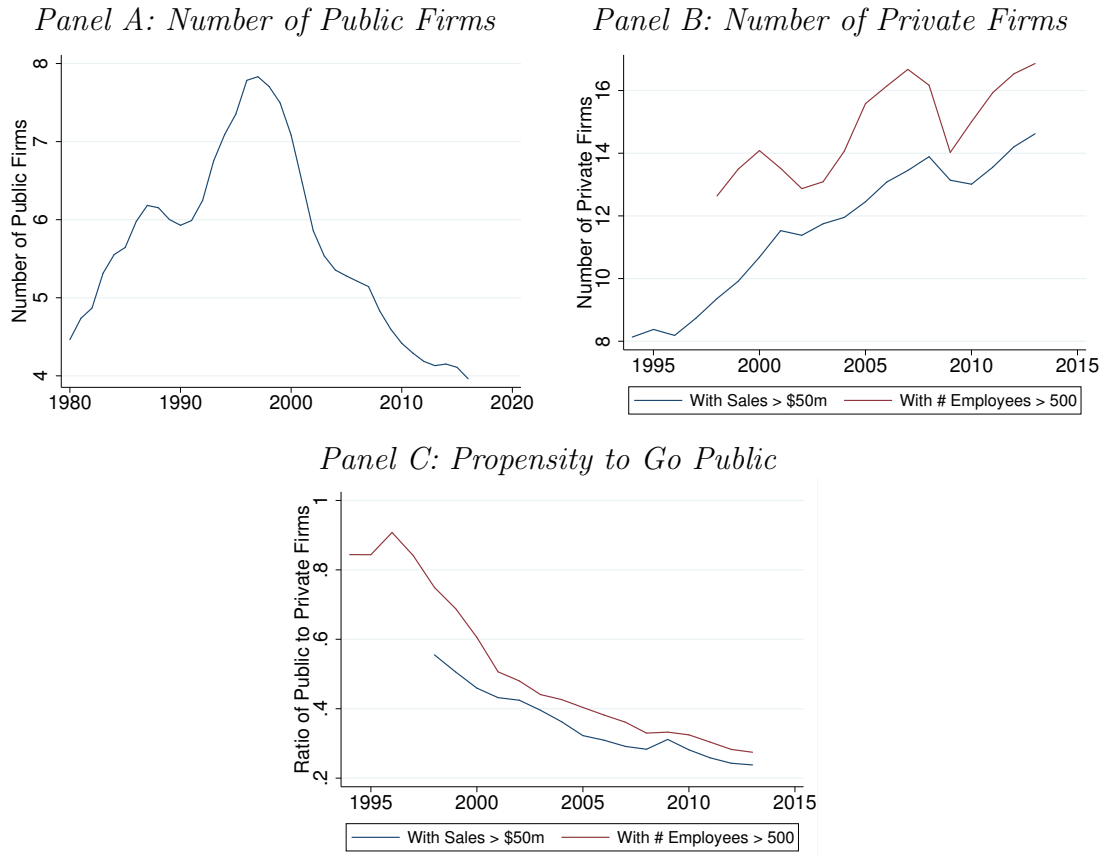 Panel A: Number of Public Firms
Number of Public Firms
8
7
6
5
4
1980 1990 2000 2010 2020
Panel B: Number of Private Firms
Number of Private Firms
16
14
12
10
8
1995 2000 2005 2010 2015
With Sales > $50m With # Employees > 500
Panel C: Propensity to Go Public
Ratio of Public to Private Firms
1
.8
.6
.4
.2
1995 2000 2005 2010 2015
With Sales > $50m With # Employees > 500